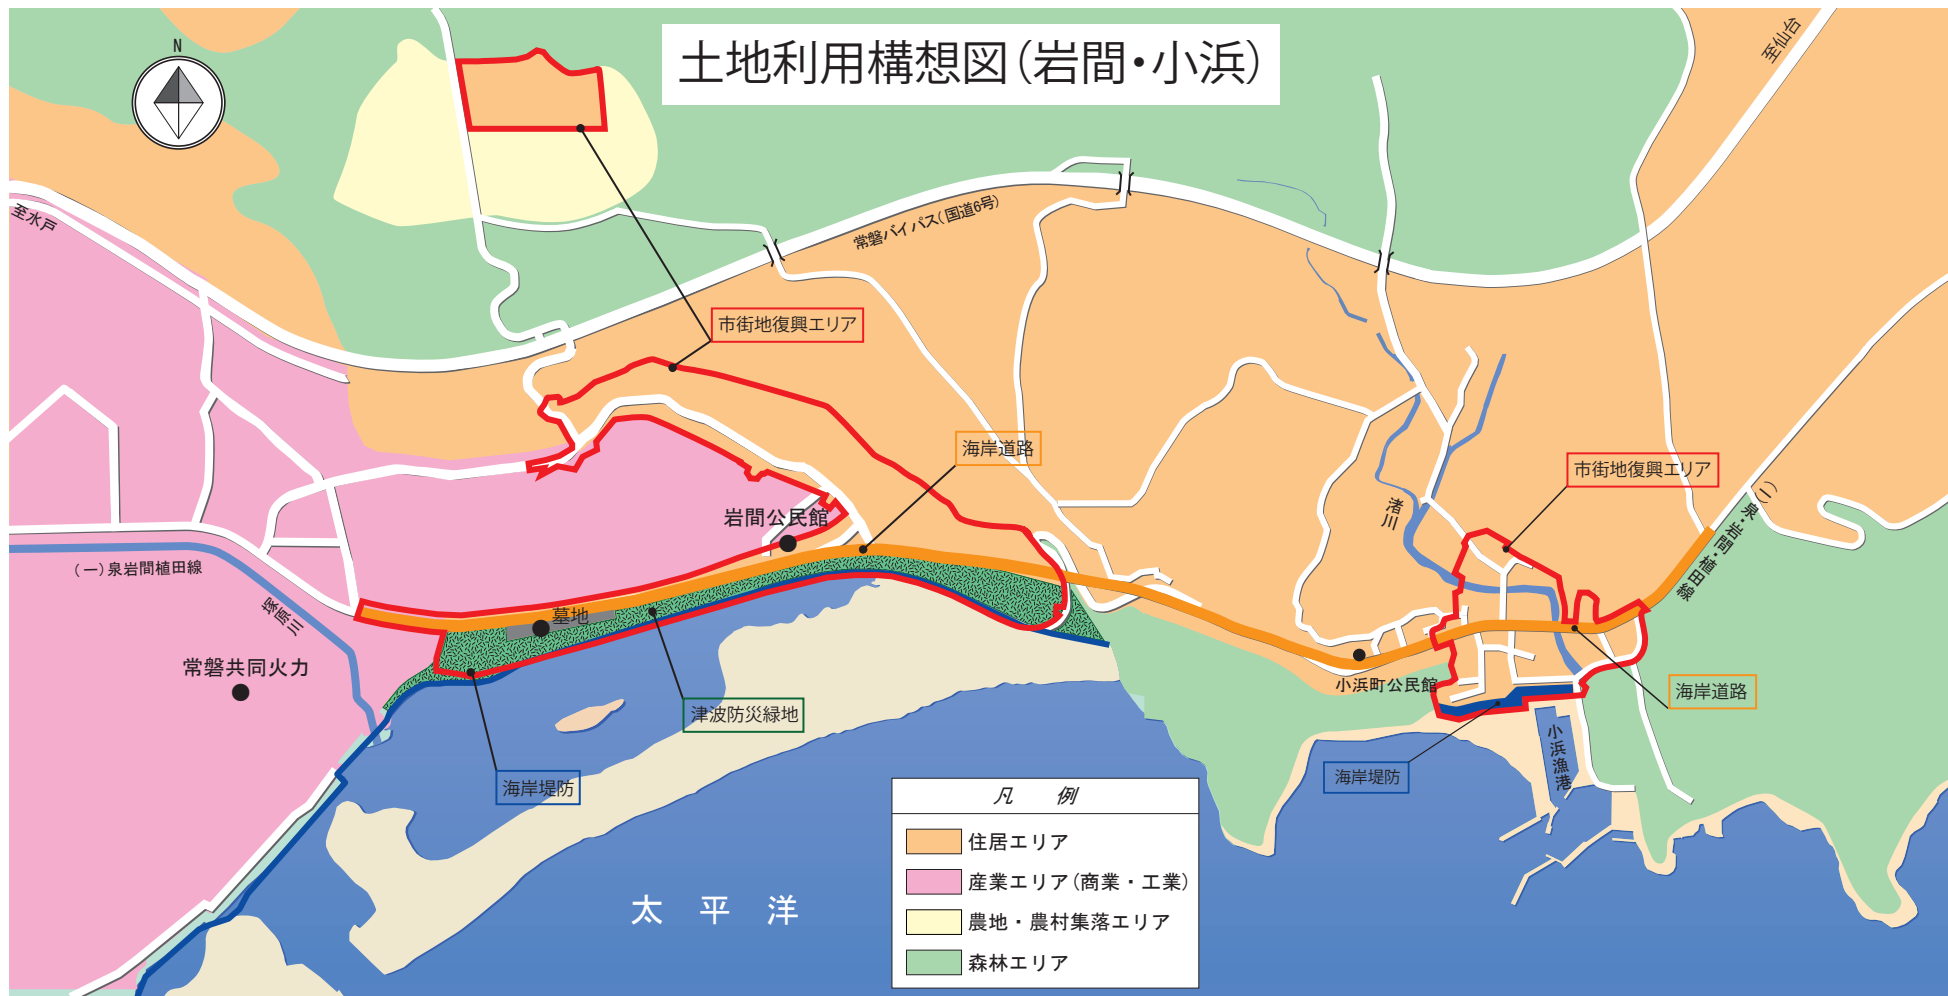 土地利用構想図（岩間・小浜）
N
至仙台
至水戸
常磐バイパス（国道6号）
市街地復興エリア
海岸道路
市街地復興エリア
（一）泉・岩間・植田線
渚川
岩間公民館
（一）泉岩間植田線
塚原川
墓地
常磐共同火力
小浜町公民館
海岸道路
津波防災緑地
海岸堤防
海岸堤防
小浜漁港
太平洋
凡例
住居エリア
産業エリア（商業・工業）
農地・農村集落エリア
森林エリア